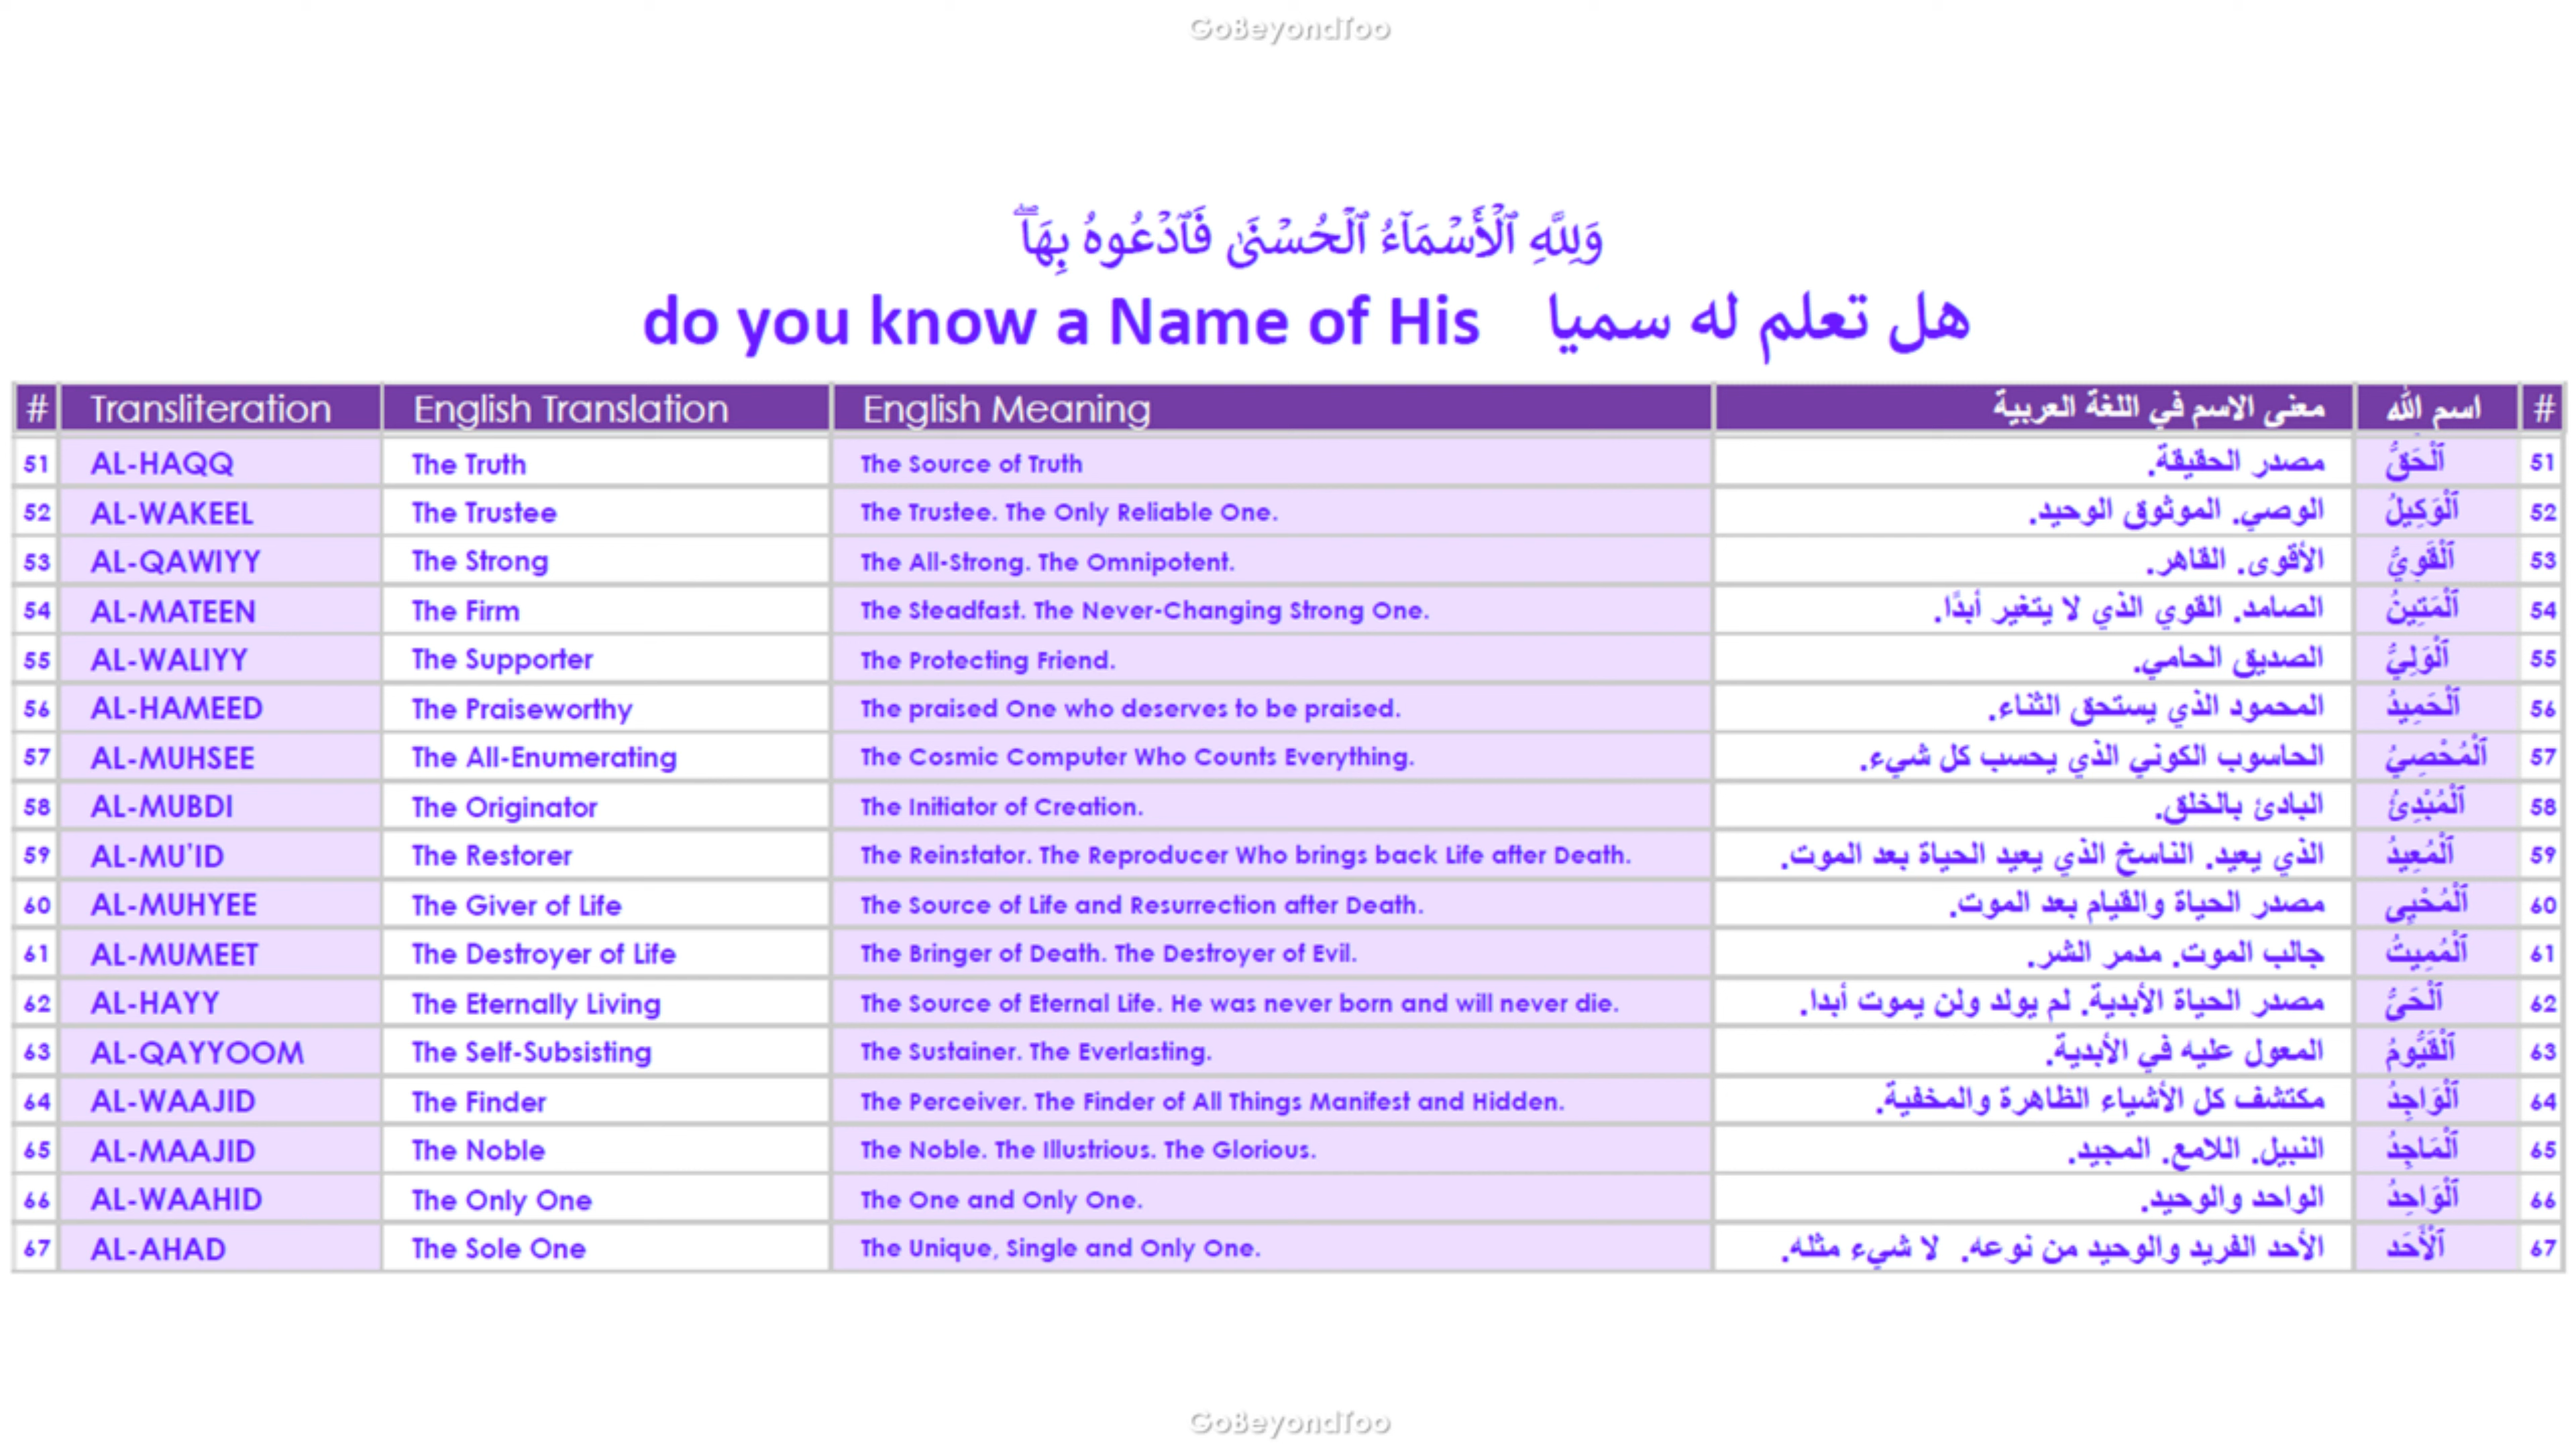 GoBeyondToo
وَلِلَّهِ ٱلْأَسْمَآءُ ٱلْحُسْنَىٰ فَٱدْعُوهُ بِهَاۖ
do you know a Name of His هل تعلم له سميا
# Transliteration English Translation English Meaning معنى الاسم في اللغة العربية اسم الله #
51 AL-HAQQ The Truth The Source of Truth مصدر الحقيقة. ٱلْحَقُّ 51
52 AL-WAKEEL The Trustee The Trustee. The Only Reliable One. الوصي. الموثوق الوحيد. ٱلْوَكِيلُ 52
53 AL-QAWIYY The Strong The All-Strong. The Omnipotent. الأقوى. القاهر. ٱلْقَوِيُّ 53
54 AL-MATEEN The Firm The Steadfast. The Never-Changing Strong One. الصامد. القوي الذي لا يتغير أبدًا. ٱلْمَتِينُ 54
55 AL-WALIYY The Supporter The Protecting Friend. الصديق الحامي. ٱلْوَلِيُّ 55
56 AL-HAMEED The Praiseworthy The praised One who deserves to be praised. المحمود الذي يستحق الثناء. ٱلْحَمِيدُ 56
57 AL-MUHSEE The All-Enumerating The Cosmic Computer Who Counts Everything. الحاسوب الكوني الذي يحسب كل شيء. ٱلْمُحْصِيُ 57
58 AL-MUBDI The Originator The Initiator of Creation. البادئ بالخلق. ٱلْمُبْدِئُ 58
59 AL-MU'ID The Restorer The Reinstator. The Reproducer Who brings back Life after Death. الذي يعيد. الناسخ الذي يعيد الحياة بعد الموت. ٱلْمُعِيدُ 59
60 AL-MUHYEE The Giver of Life The Source of Life and Resurrection after Death. مصدر الحياة والقيام بعد الموت. ٱلْمُحْيِى 60
61 AL-MUMEET The Destroyer of Life The Bringer of Death. The Destroyer of Evil. جالب الموت. مدمر الشر. ٱلْمُمِيتُ 61
62 AL-HAYY The Eternally Living The Source of Eternal Life. He was never born and will never die. مصدر الحياة الأبدية. لم يولد ولن يموت أبدا. ٱلْحَىُّ 62
63 AL-QAYYOOM The Self-Subsisting The Sustainer. The Everlasting. المعول عليه في الأبدية. ٱلْقَيُّومُ 63
64 AL-WAAJID The Finder The Perceiver. The Finder of All Things Manifest and Hidden. مكتشف كل الأشياء الظاهرة والمخفية. ٱلْوَاجِدُ 64
65 AL-MAAJID The Noble The Noble. The Illustrious. The Glorious. النبيل. اللامع. المجيد. ٱلْمَاجِدُ 65
66 AL-WAAHID The Only One The One and Only One. الواحد والوحيد. ٱلْوَاحِدُ 66
67 AL-AHAD The Sole One The Unique, Single and Only One. الأحد الفريد والوحيد من نوعه. لا شيء مثله. ٱلْأَحَد 67
GoBeyondToo